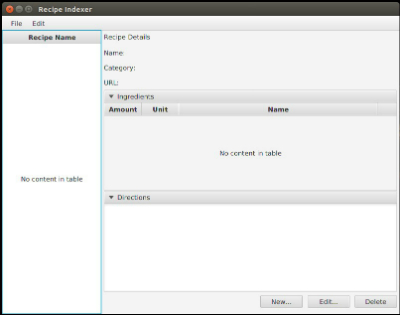 Recipe Indexer
File Edit
Recipe Name
No content in table
Recipe Details
Name:
Category:
URL:
Ingredients
Amount Unit Name
No content in table
Directions
New... Edit... Delete